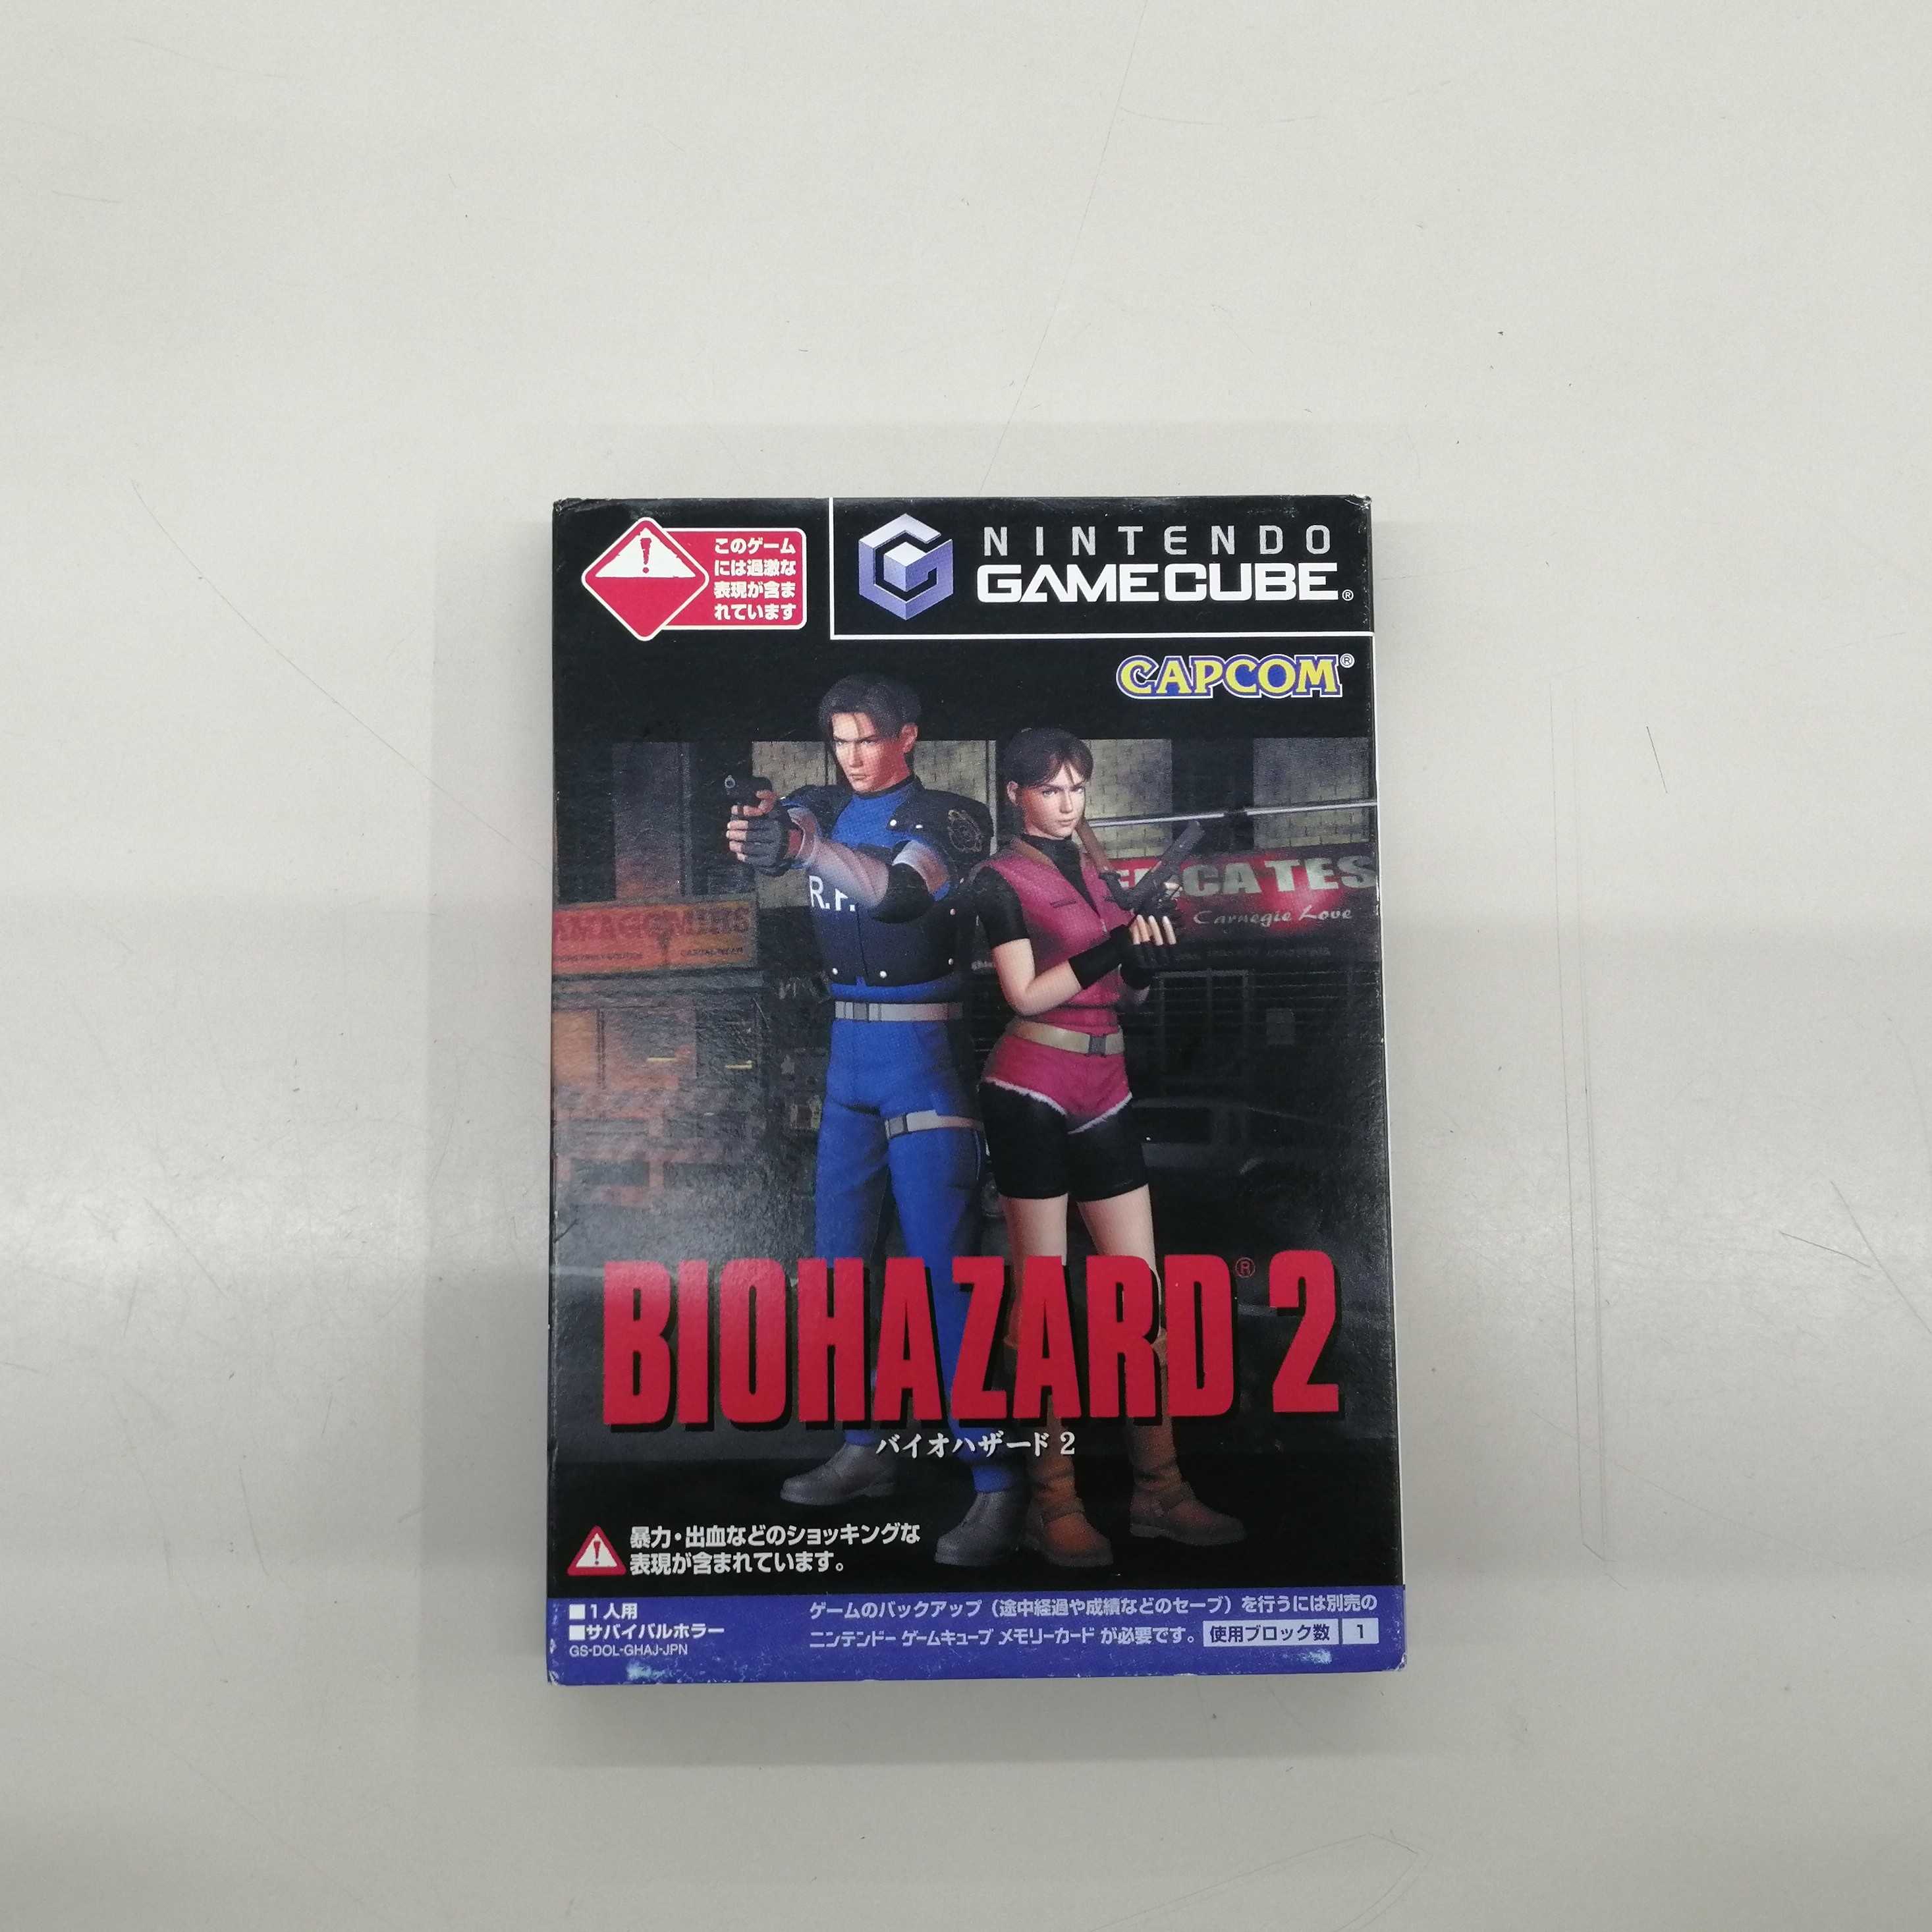 このゲーム
には過激な
表現が含ま
れています
NINTENDO
GAMECUBE®
CAPCOM®
R.P.
CATES
Carnegie Love
BIOHAZARD® 2
バイオハザード 2
暴力・出血などのショッキングな
表現が含まれています。
■1人用
■サバイバルホラー
GS-DOL-GHAJ-JPN
ゲームのバックアップ（途中経過や成績などのセーブ）を行うには別売の
ニンテンドー ゲームキューブ メモリーカード が必要です。 使用ブロック数 1